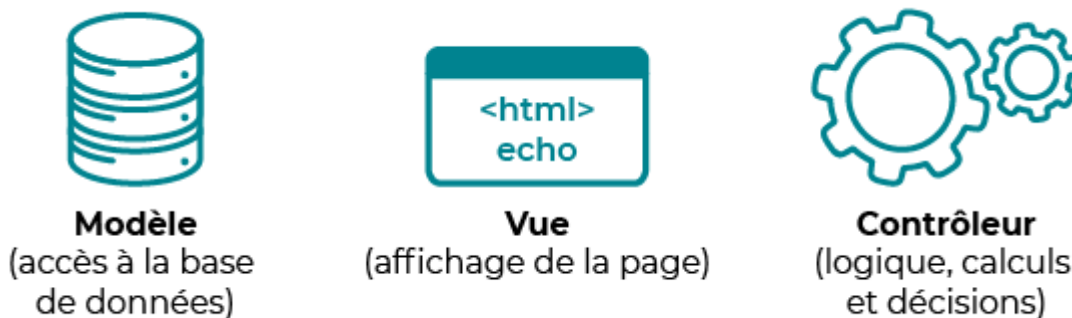 <html>
echo
Modèle
(accès à la base
de données)
Vue
(affichage de la page)
Contrôleur
(logique, calculs
et décisions)